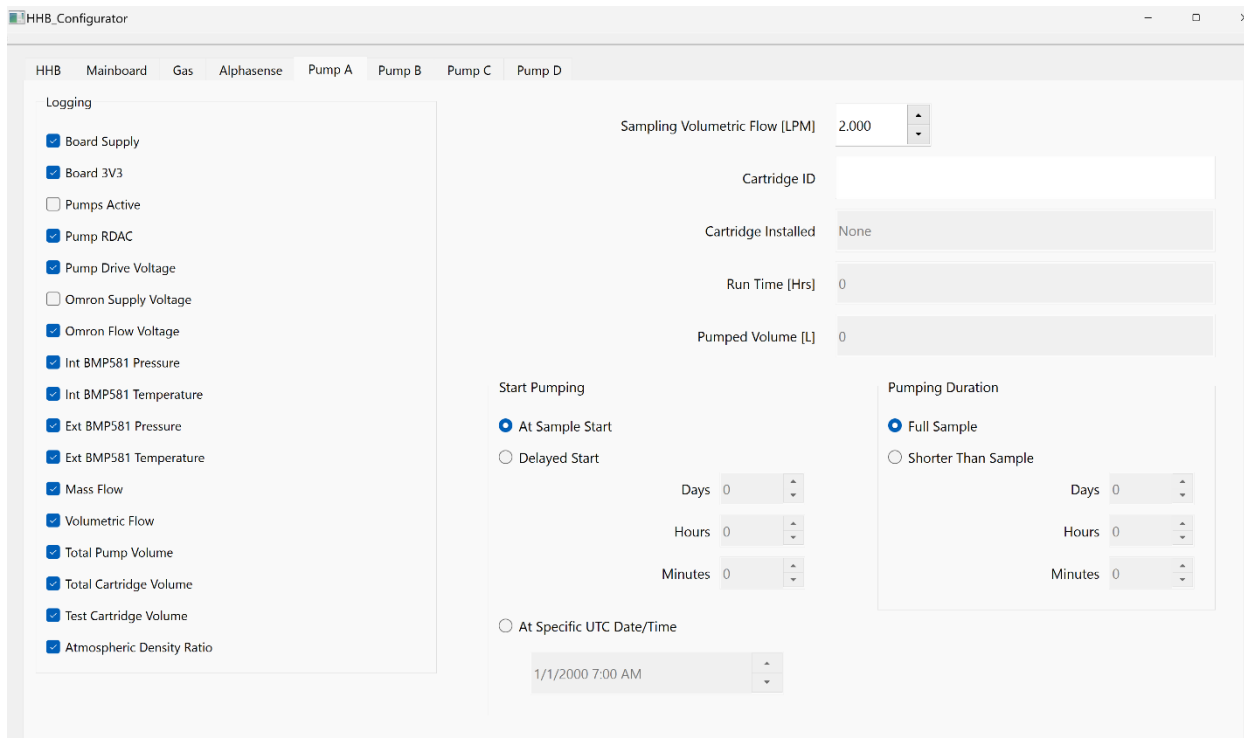 HHB_Configurator
HHB Mainboard Gas Alphasense Pump A Pump B Pump C Pump D
Logging
Board Supply
Board 3V3
Pumps Active
Pump RDAC
Pump Drive Voltage
Omron Supply Voltage
Omron Flow Voltage
Int BMP581 Pressure
Int BMP581 Temperature
Ext BMP581 Pressure
Ext BMP581 Temperature
Mass Flow
Volumetric Flow
Total Pump Volume
Total Cartridge Volume
Test Cartridge Volume
Atmospheric Density Ratio
Sampling Volumetric Flow [LPM] 2.000
Cartridge ID
Cartridge Installed None
Run Time [Hrs] 0
Pumped Volume [L] 0
Start Pumping
At Sample Start
Delayed Start
Days 0
Hours 0
Minutes 0
At Specific UTC Date/Time
1/1/2000 7:00 AM
Pumping Duration
Full Sample
Shorter Than Sample
Days 0
Hours 0
Minutes 0